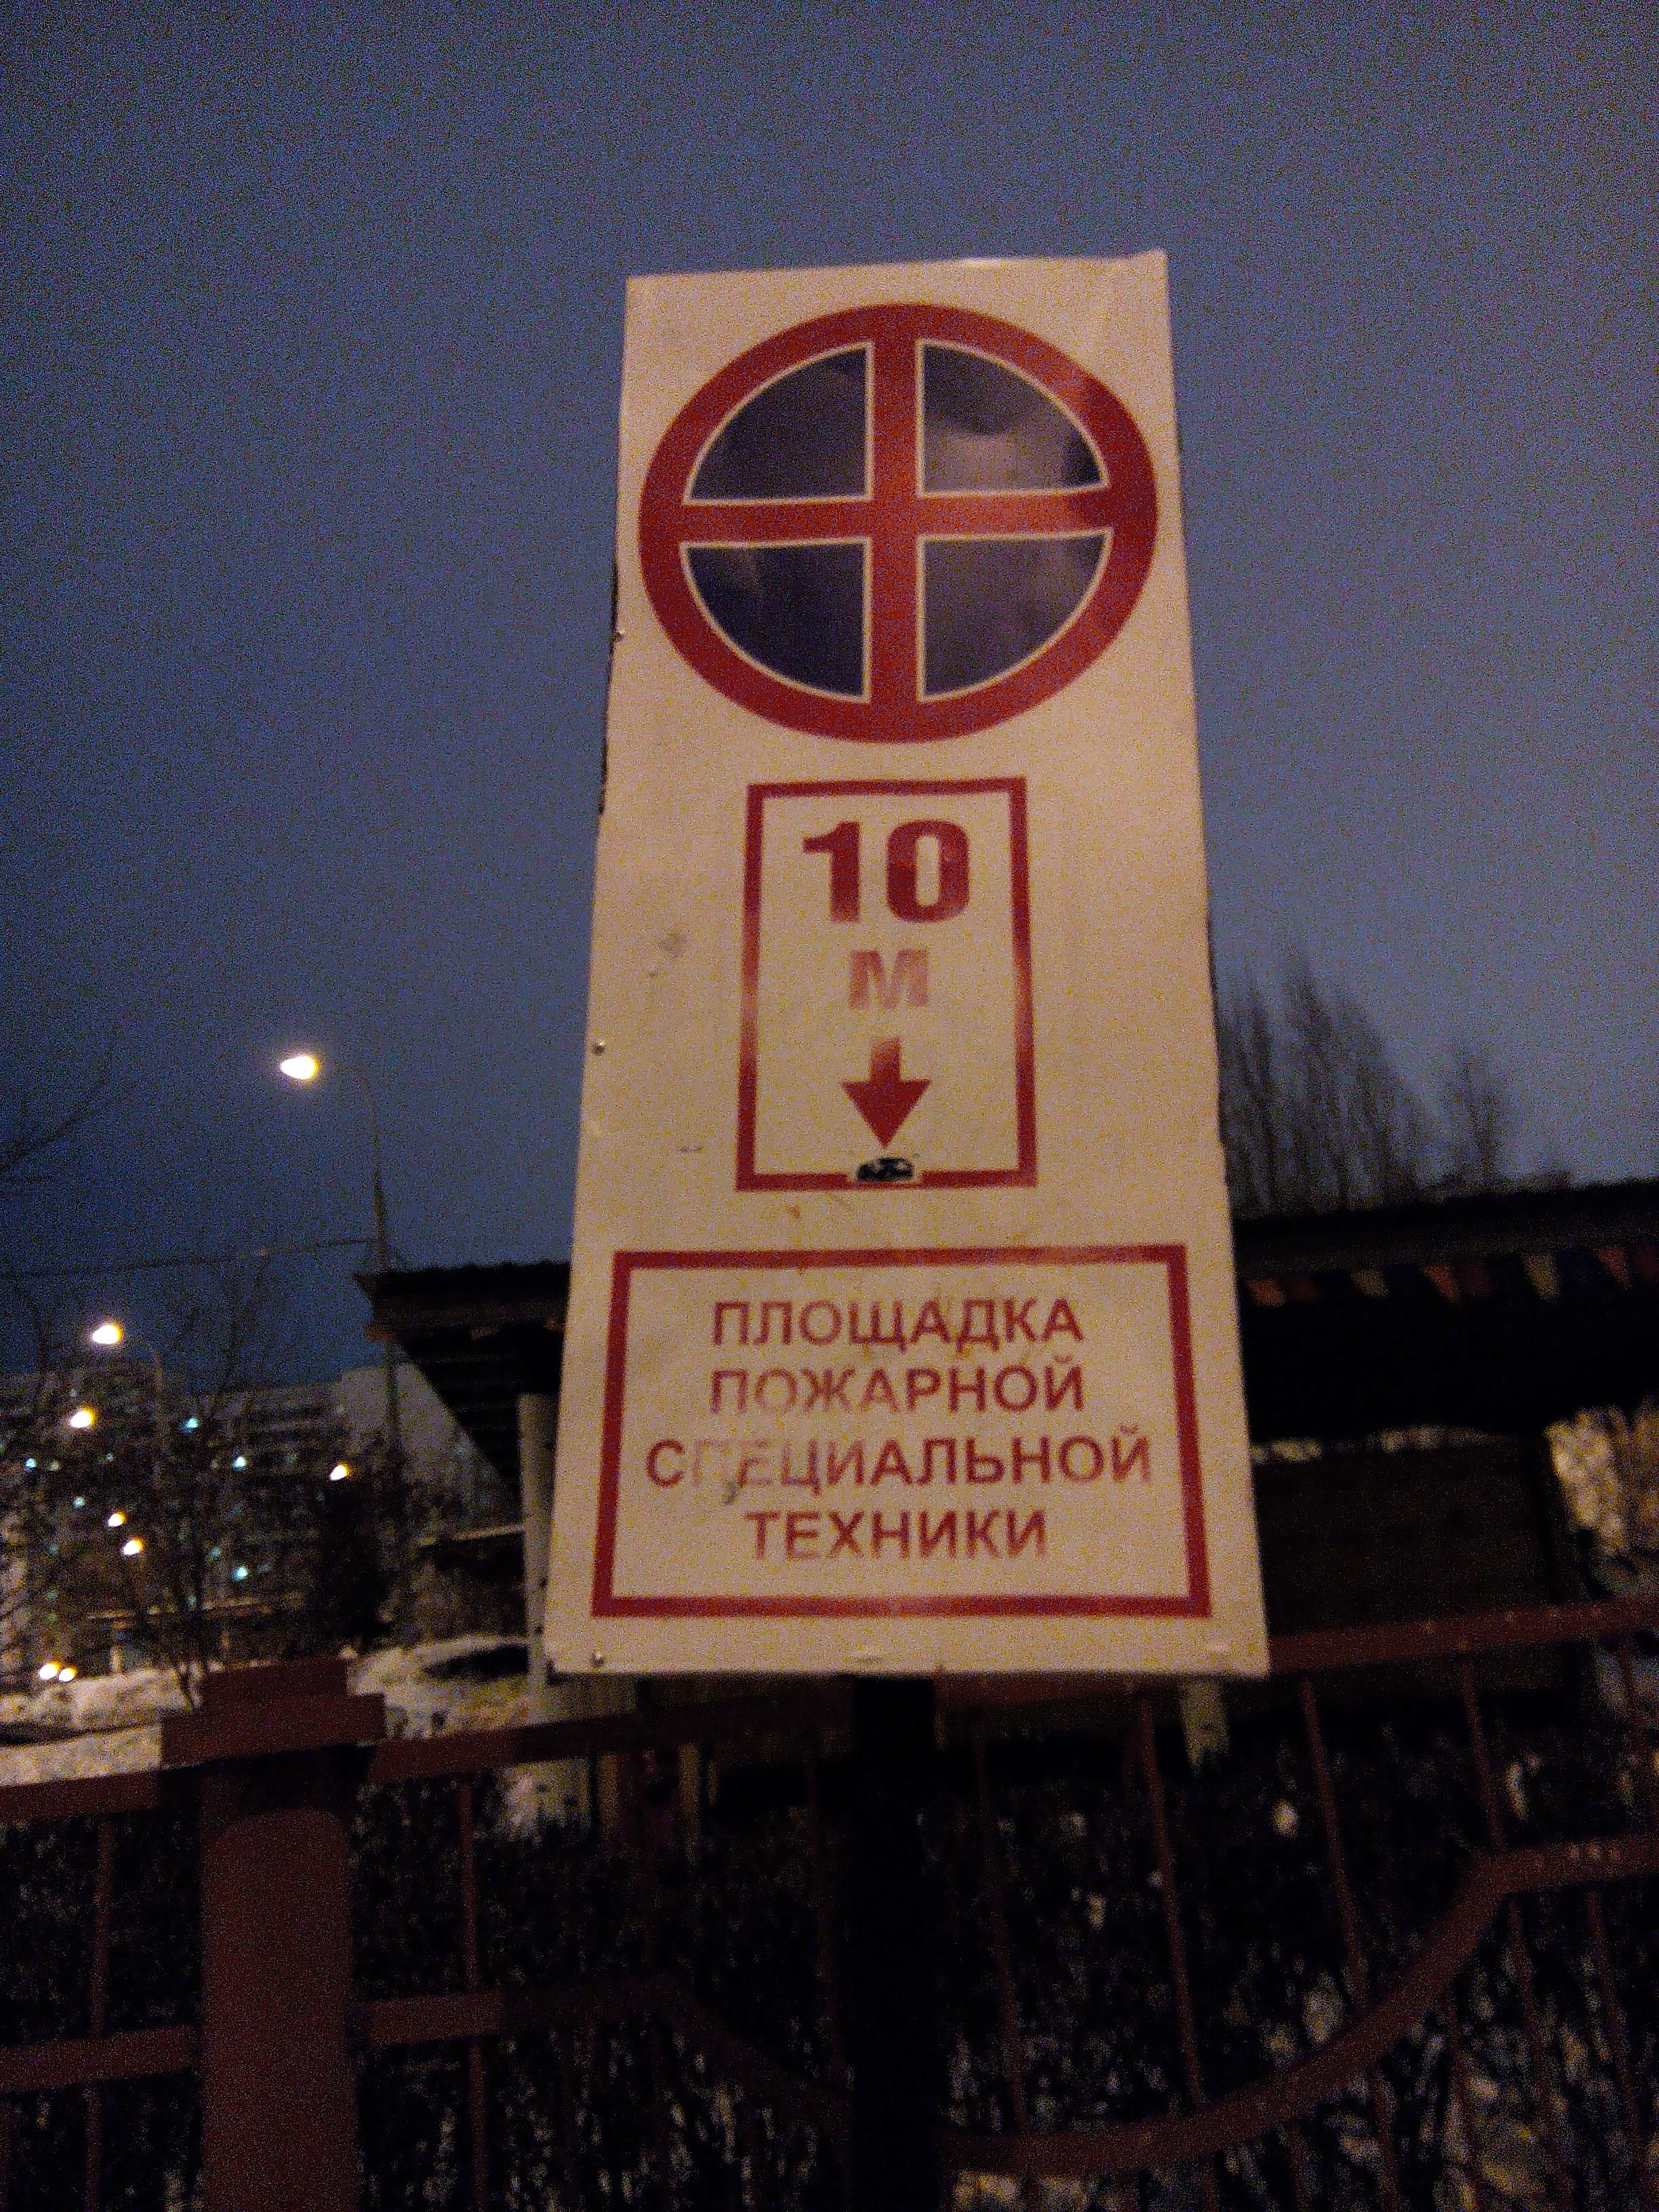 10
М
ПЛОЩАДКА
ПОЖАРНОЙ
СПЕЦИАЛЬНОЙ
ТЕХНИКИ